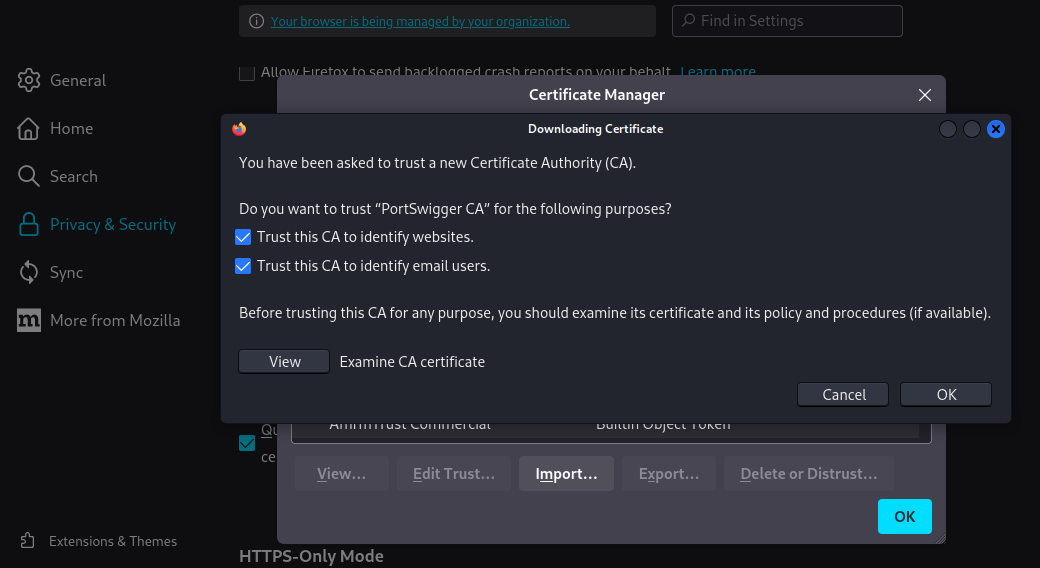 Your browser is being managed by your organization.
Find in Settings
Allow Firefox to send backlogged crash reports on your behalf Learn more
General
Certificate Manager
Downloading Certificate
Home
You have been asked to trust a new Certificate Authority (CA).
Search
Do you want to trust “PortSwigger CA” for the following purposes?
Privacy & Security
Trust this CA to identify websites.
Trust this CA to identify email users.
Sync
Before trusting this CA for any purpose, you should examine its certificate and its policy and procedures (if available).
m More from Mozilla
View Examine CA certificate
Cancel OK
AffirmTrust Commercial Builtin Object Token
Qu
ce
View... Edit Trust... Import... Export... Delete or Distrust...
OK
Extensions & Themes
HTTPS-Only Mode